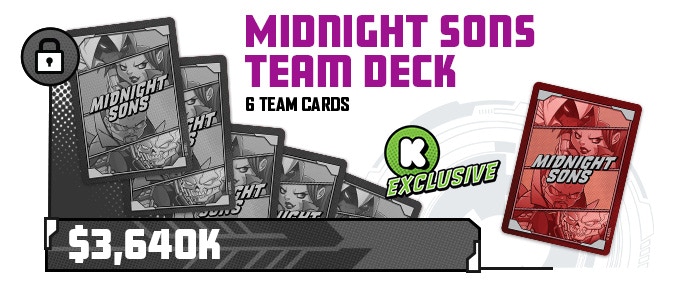 MIDNIGHT SONS
TEAM DECK
6 TEAM CARDS
MIDNIGHT
SONS
K
EXCLUSIVE
MIDNIGHT
SONS
$3,640K